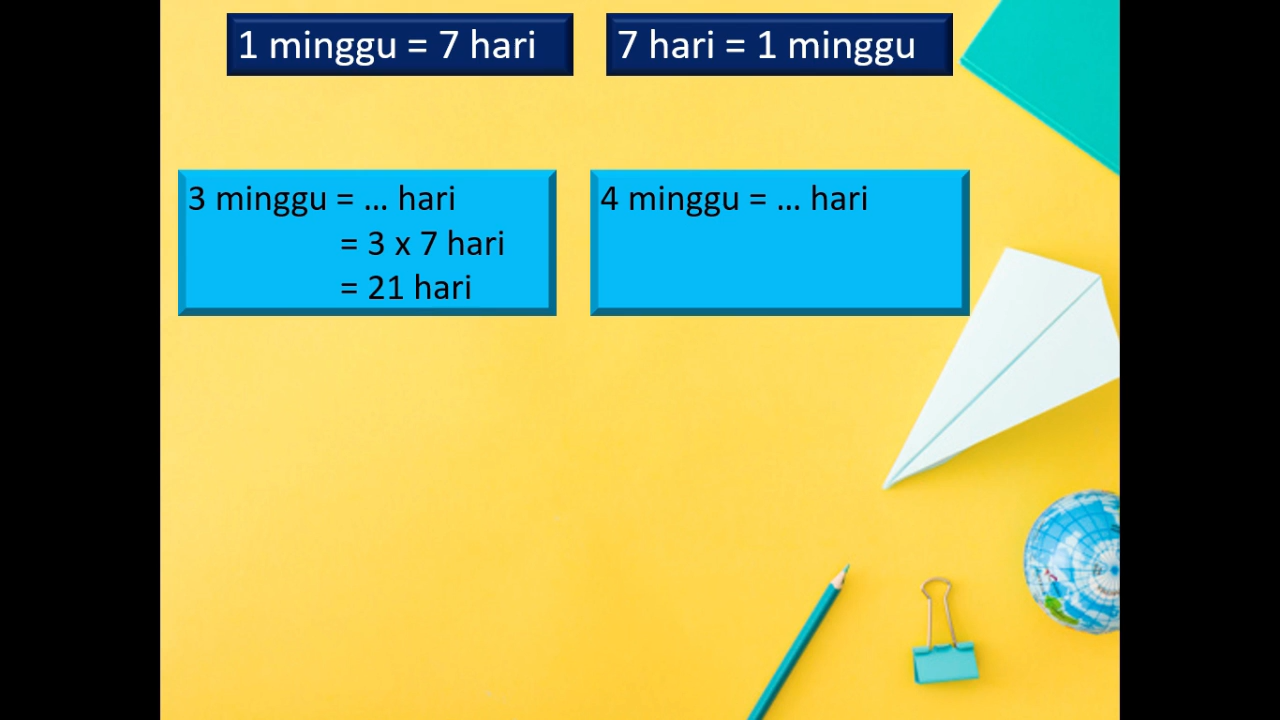 1 minggu = 7 hari
7 hari = 1 minggu
3 minggu = ... hari
= 3 x 7 hari
= 21 hari
4 minggu = ... hari